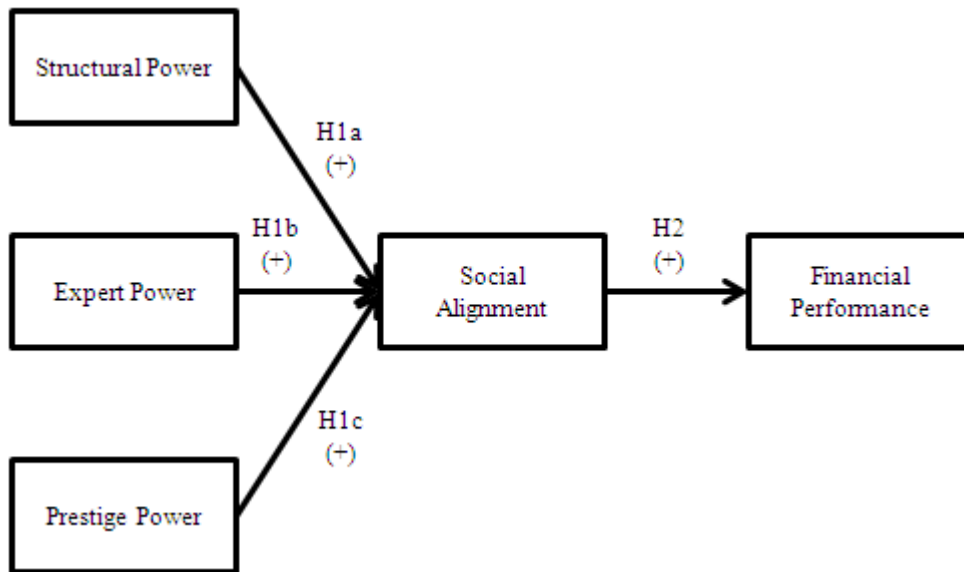 Structural Power
H1a
(+)
H1b
(+)
Expert Power
Social
Alignment
H2
(+)
Financial
Performance
H1c
(+)
Prestige Power